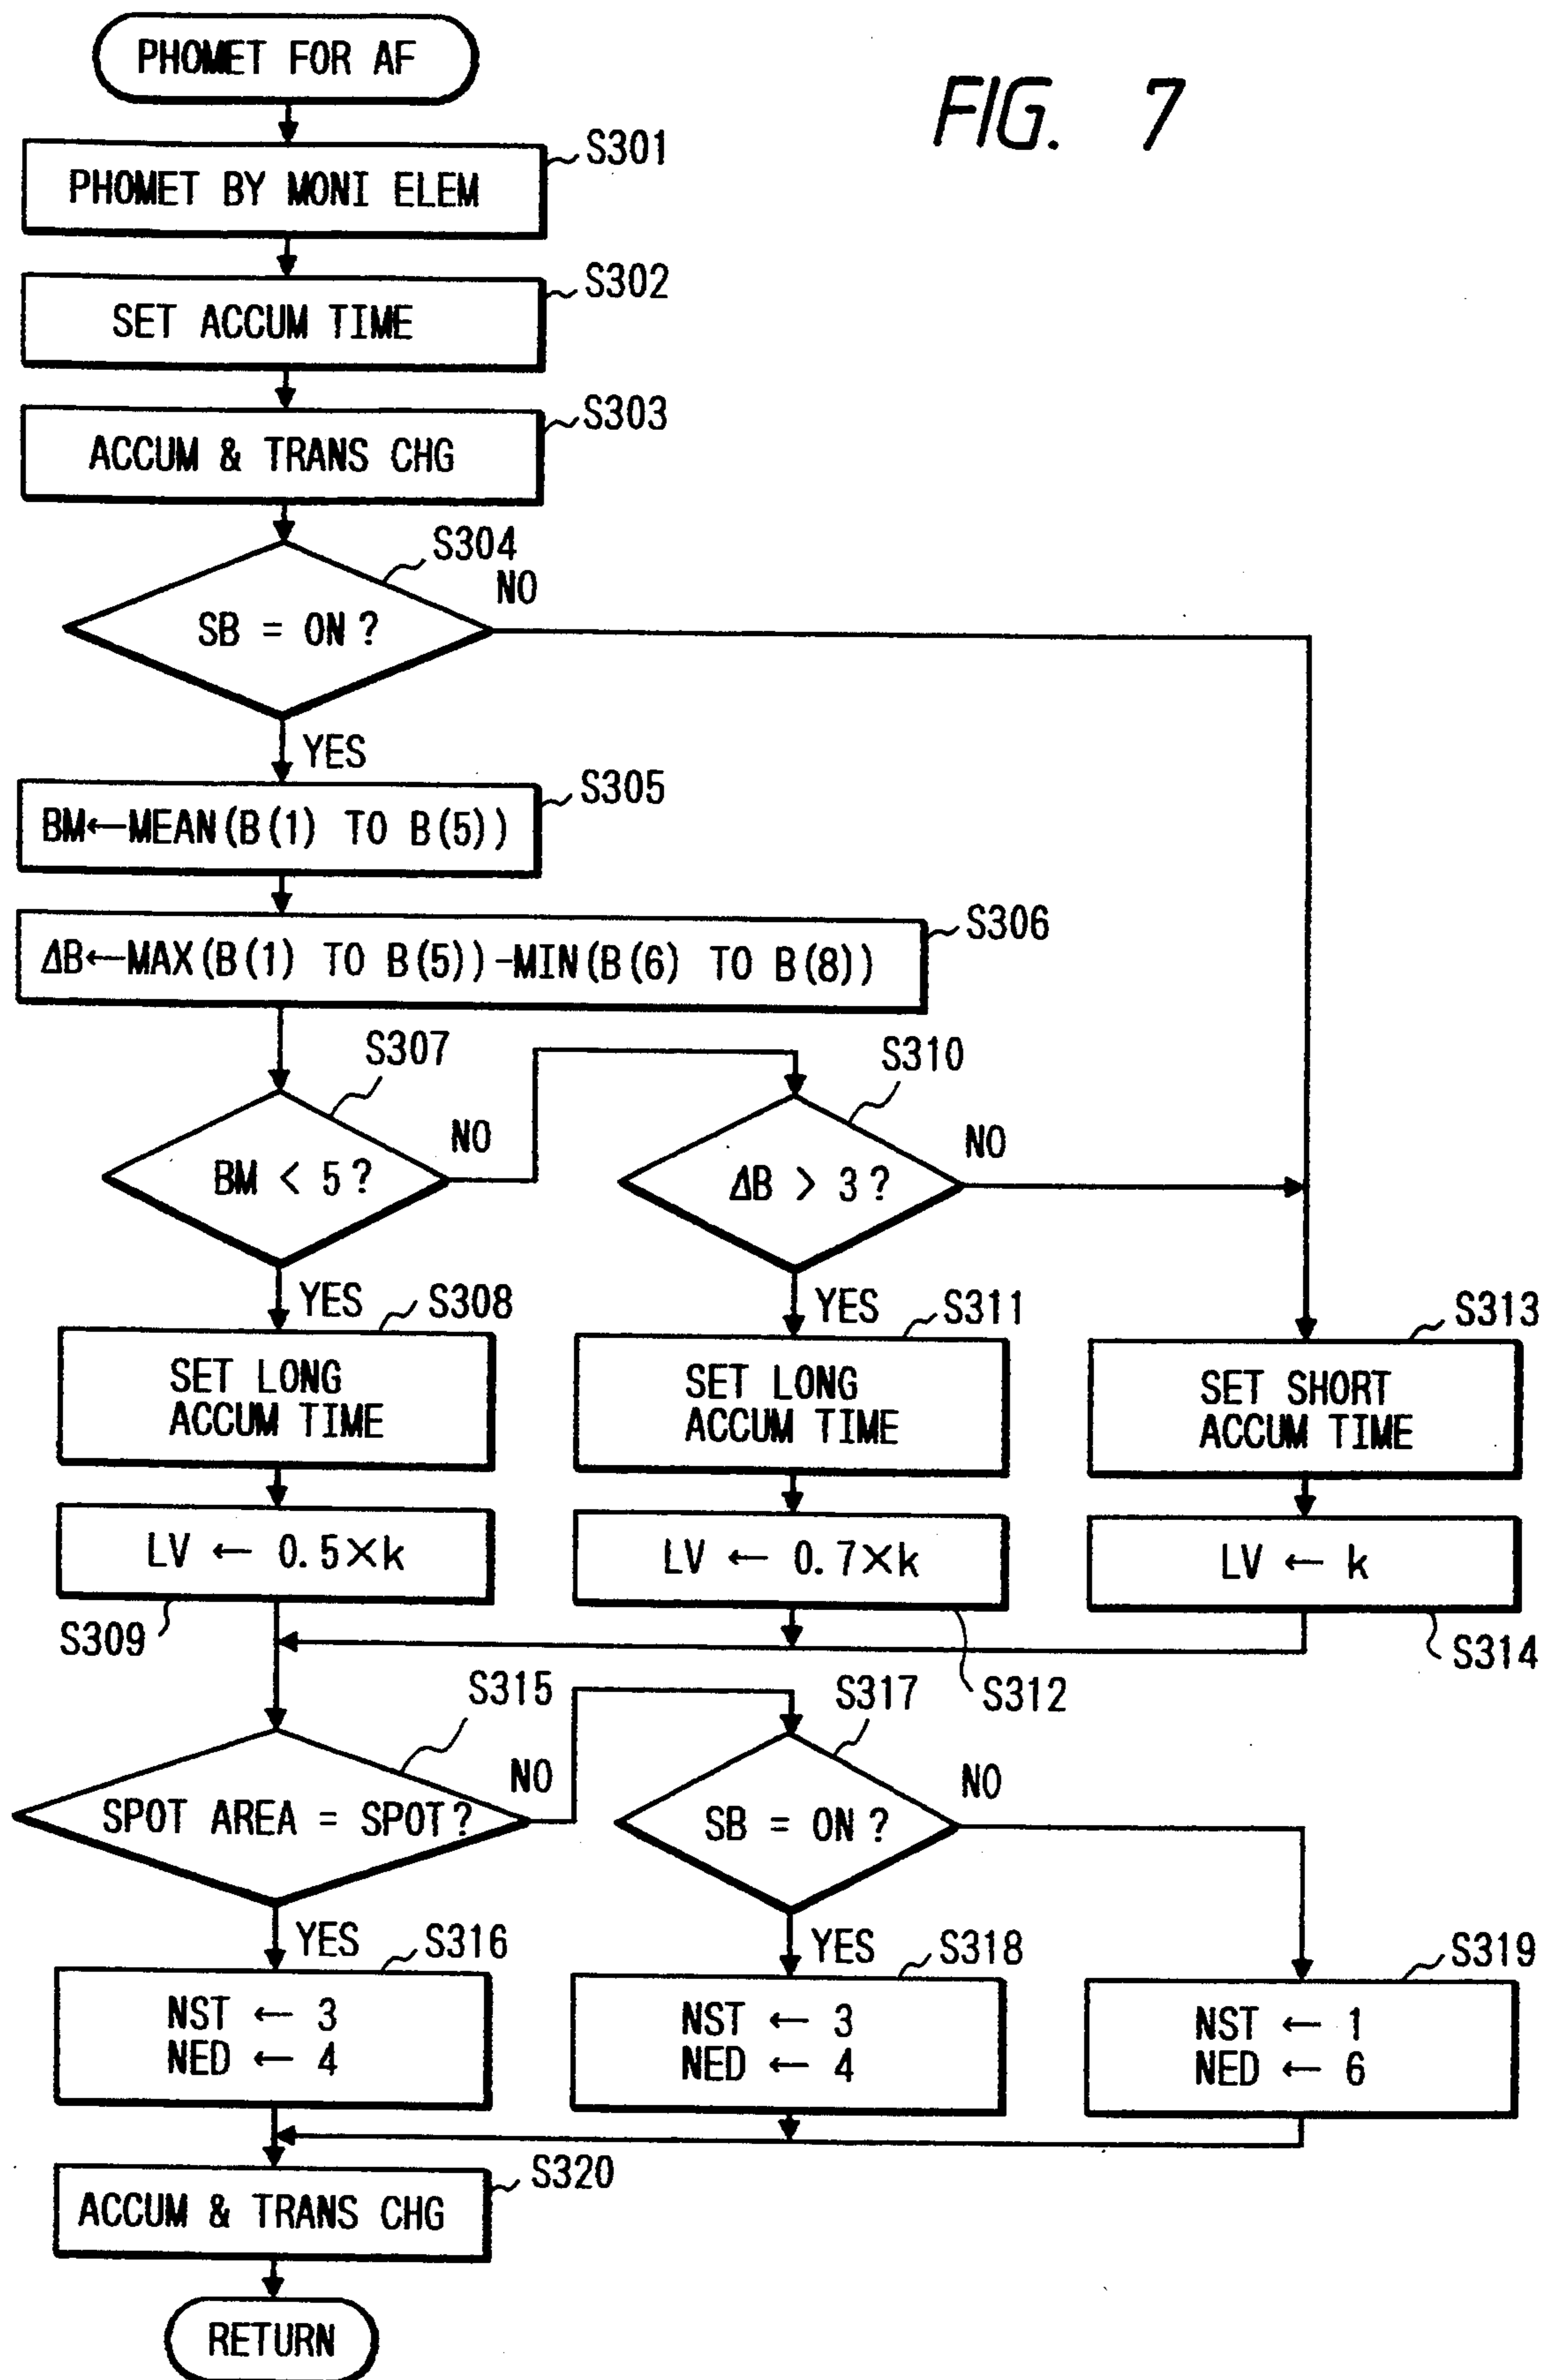 PHOMET FOR AF
FIG. 7
S301
PHOMET BY MONI ELEM
S302
SET ACCUM TIME
S303
ACCUM & TRANS CHG
S304
NO
SB = ON ?
YES
S305
BM←MEAN(B(1) TO B(5))
S306
ΔB←MAX(B(1) TO B(5))-MIN(B(6) TO B(8))
S307
S310
NO
NO
BM < 5 ?
ΔB > 3 ?
YES
S308
YES
S311
S313
SET LONG
ACCUM TIME
SET LONG
ACCUM TIME
SET SHORT
ACCUM TIME
LV ← 0.5×k
LV ← 0.7×k
LV ← k
S309
S312
S314
S315
S317
NO
NO
SPOT AREA = SPOT ?
SB = ON ?
YES
S316
YES
S318
S319
NST ← 3
NED ← 4
NST ← 3
NED ← 4
NST ← 1
NED ← 6
S320
ACCUM & TRANS CHG
RETURN